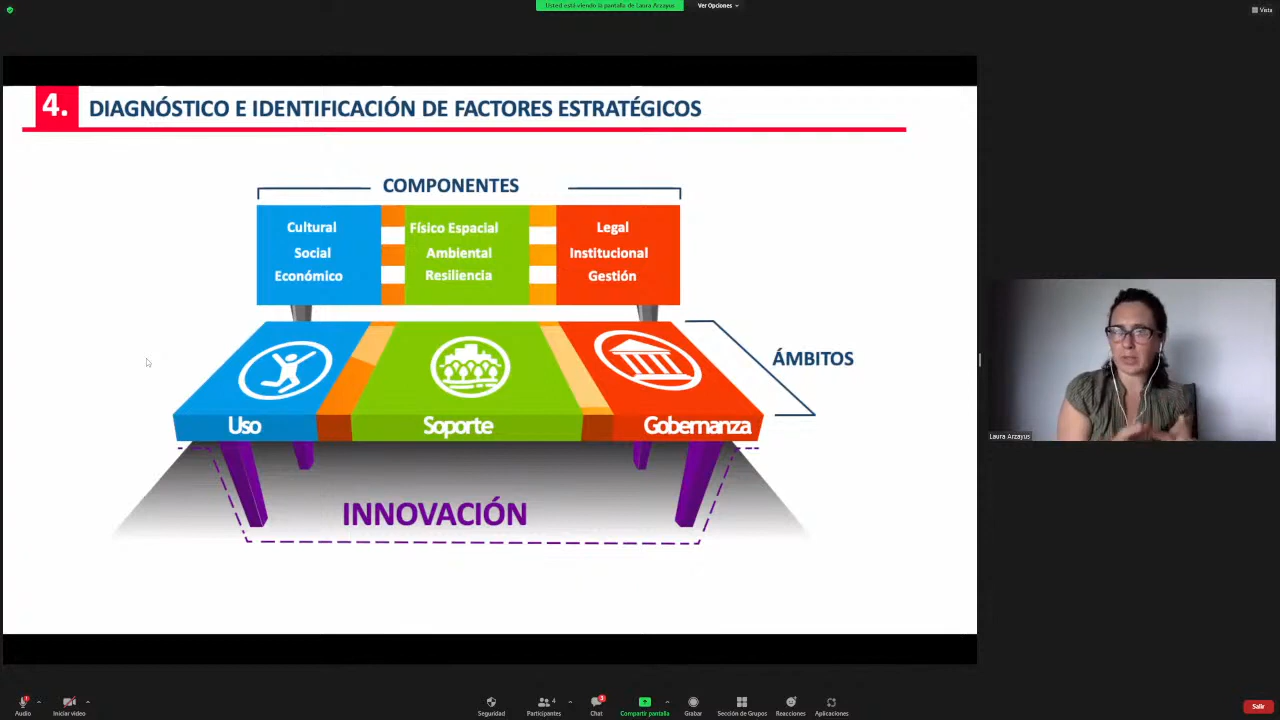 Usted está viendo la pantalla de Laura Arzayus
Ver Opciones
Vista
4.
DIAGNÓSTICO E IDENTIFICACIÓN DE FACTORES ESTRATÉGICOS
COMPONENTES
Cultural
Social
Económico
Físico Espacial
Ambiental
Resiliencia
Legal
Institucional
Gestión
ÁMBITOS
Uso
Soporte
Gobernanza
INNOVACIÓN
Laura Arzayus
Audio
Iniciar video
Seguridad
4
Participantes
3
Chat
Compartir pantalla
Grabar
Sección de Grupos
Reacciones
Aplicaciones
Salir